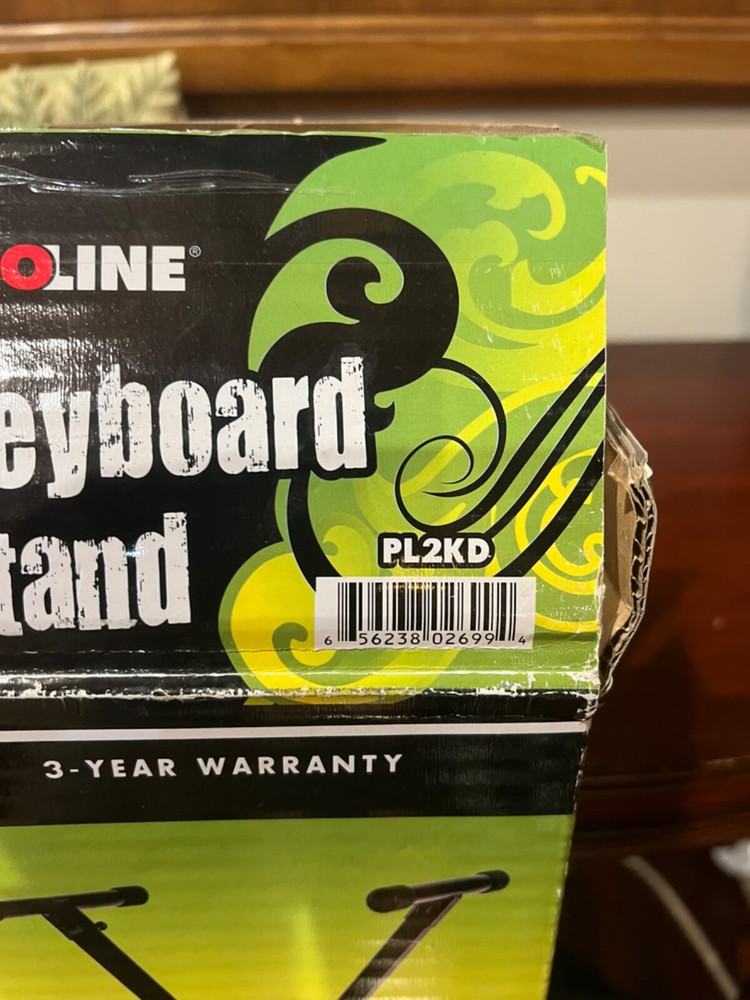 OLINE®
eyboard
tand
PL2KD
6 56238 02699 4
3-YEAR WARRANTY